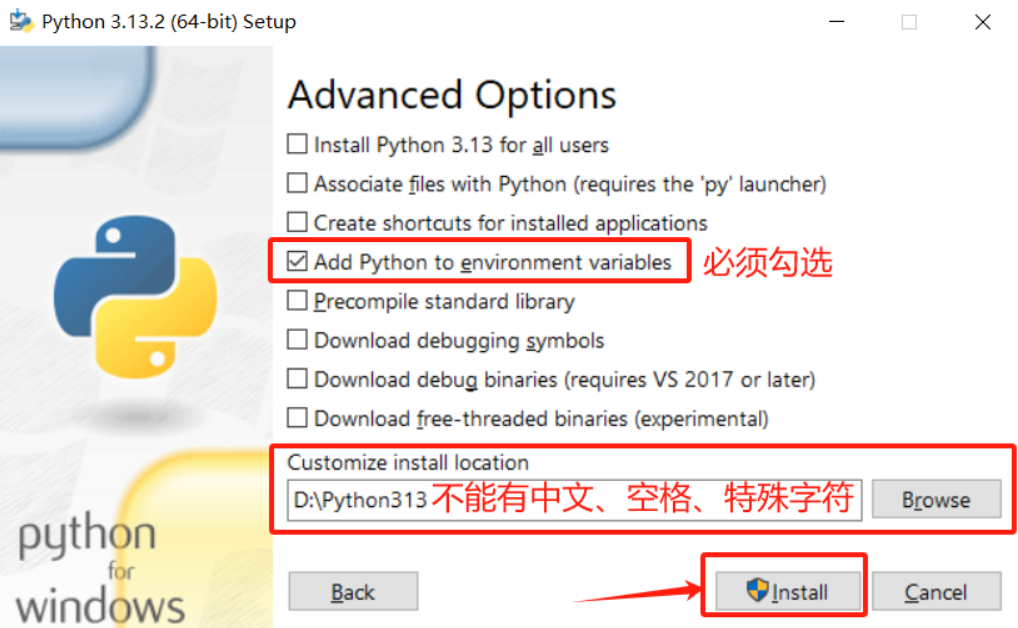 Python 3.13.2 (64-bit) Setup
Advanced Options
Install Python 3.13 for all users
Associate files with Python (requires the 'py' launcher)
Create shortcuts for installed applications
Add Python to environment variables 必须勾选
Precompile standard library
Download debugging symbols
Download debug binaries (requires VS 2017 or later)
Download free-threaded binaries (experimental)
Customize install location
D:\Python313 不能有中文、空格、特殊字符 Browse
python
for
windows
Back Install Cancel